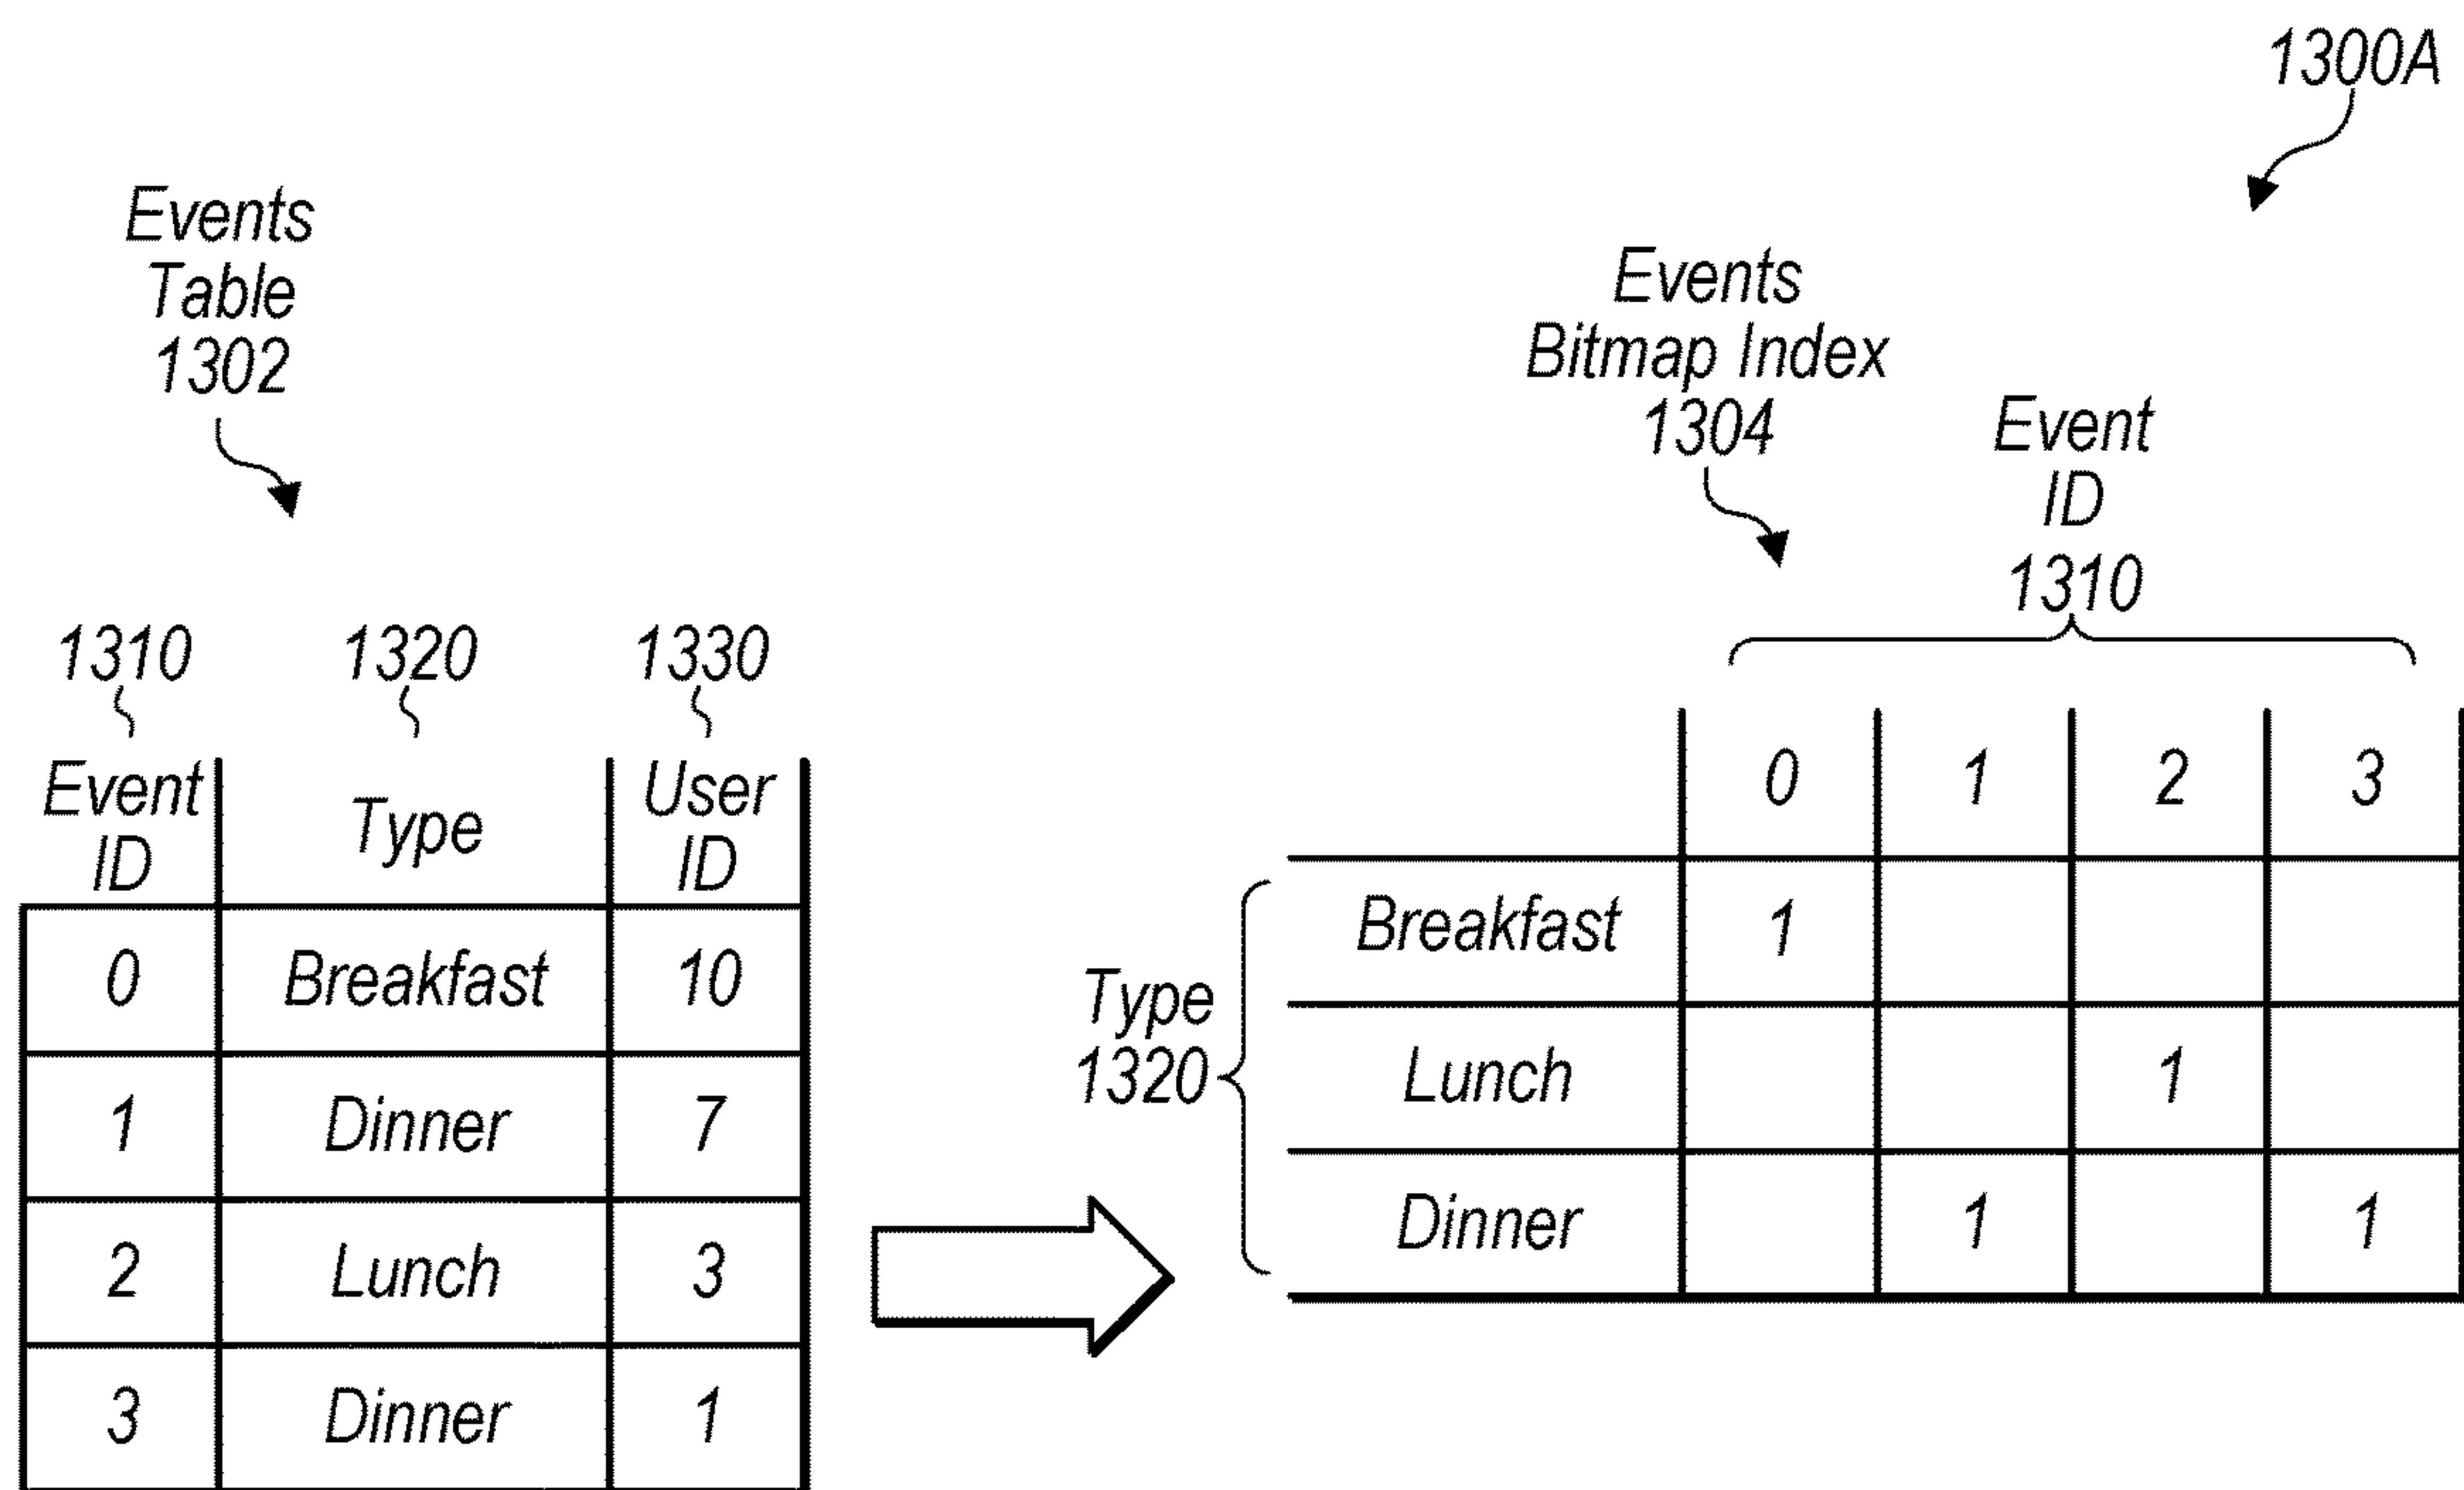 1300A
Events
Table
1302
Events
Bitmap Index
1304
Event
ID
1310
1310 1320 1330
Event
ID
Type
User
ID
0 Breakfast 10
1 Dinner 7
2 Lunch 3
3 Dinner 1
0 1 2 3
Type
1320
Breakfast 1
Lunch 1
Dinner 1 1